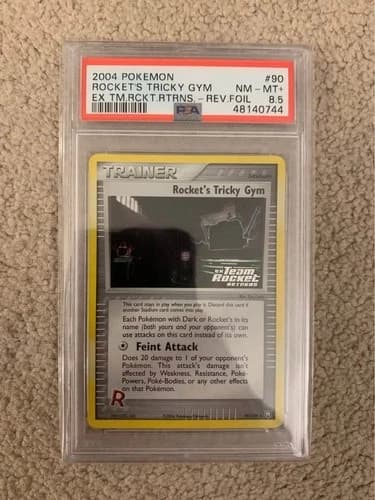 2004 POKEMON #90
ROCKET'S TRICKY GYM NM - MT+
EX TM.RCKT.RTRNS.-REV.FOIL 8.5
PSA 48140744
TRAINER
Rocket's Tricky Gym
EX
Team
Rocket
RETURNS
This card stays in play when you play it. Discard this card if
another Stadium card comes into play.
Each Pokémon with Dark or Rocket's in its
name (both yours and your opponent's) can
use attacks on this card instead of its own.
Feint Attack
Does 20 damage to 1 of your opponent's
Pokémon. This attack's damage isn't
affected by Weakness, Resistance, Poké-
Powers, Poké-Bodies, or any other effects
on that Pokémon.
R